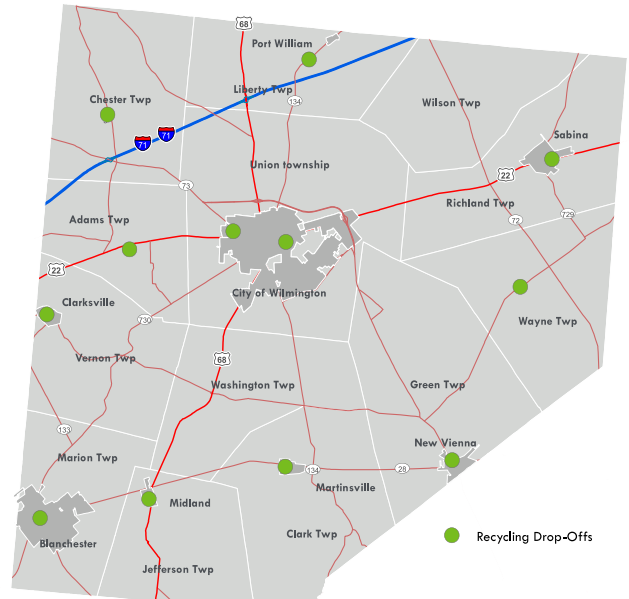 68
Port William
Liberty Twp
134
Chester Twp
Wilson Twp
71
71
Sabina
Union township
22
73
Richland Twp
729
72
Adams Twp
22
City of Wilmington
Clarksville
730
Wayne Twp
68
Vernon Twp
Washington Twp
Green Twp
133
New Vienna
Marion Twp
134
28
Martinsville
Midland
Blanchester
Clark Twp
Recycling Drop-Offs
Jefferson Twp